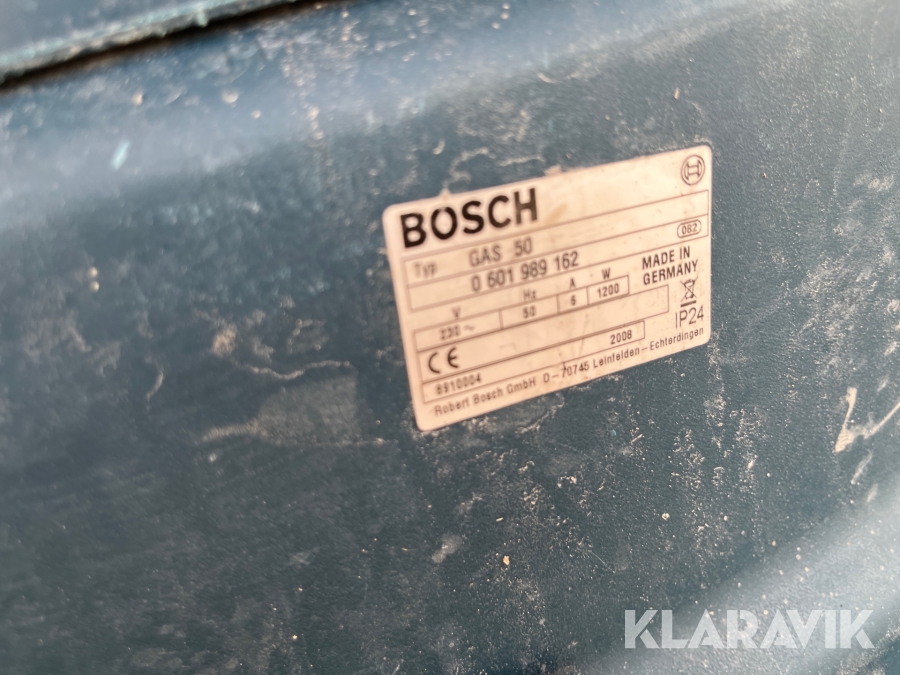 BOSCH
Typ GAS 50
0 601 989 162
082
V Hz A W
230 ~ 50 6 1200
MADE IN
GERMANY
CE
2008
IP24
8910004
Robert Bosch GmbH D-70745 Leinfelden-Echterdingen
KLARAVIK